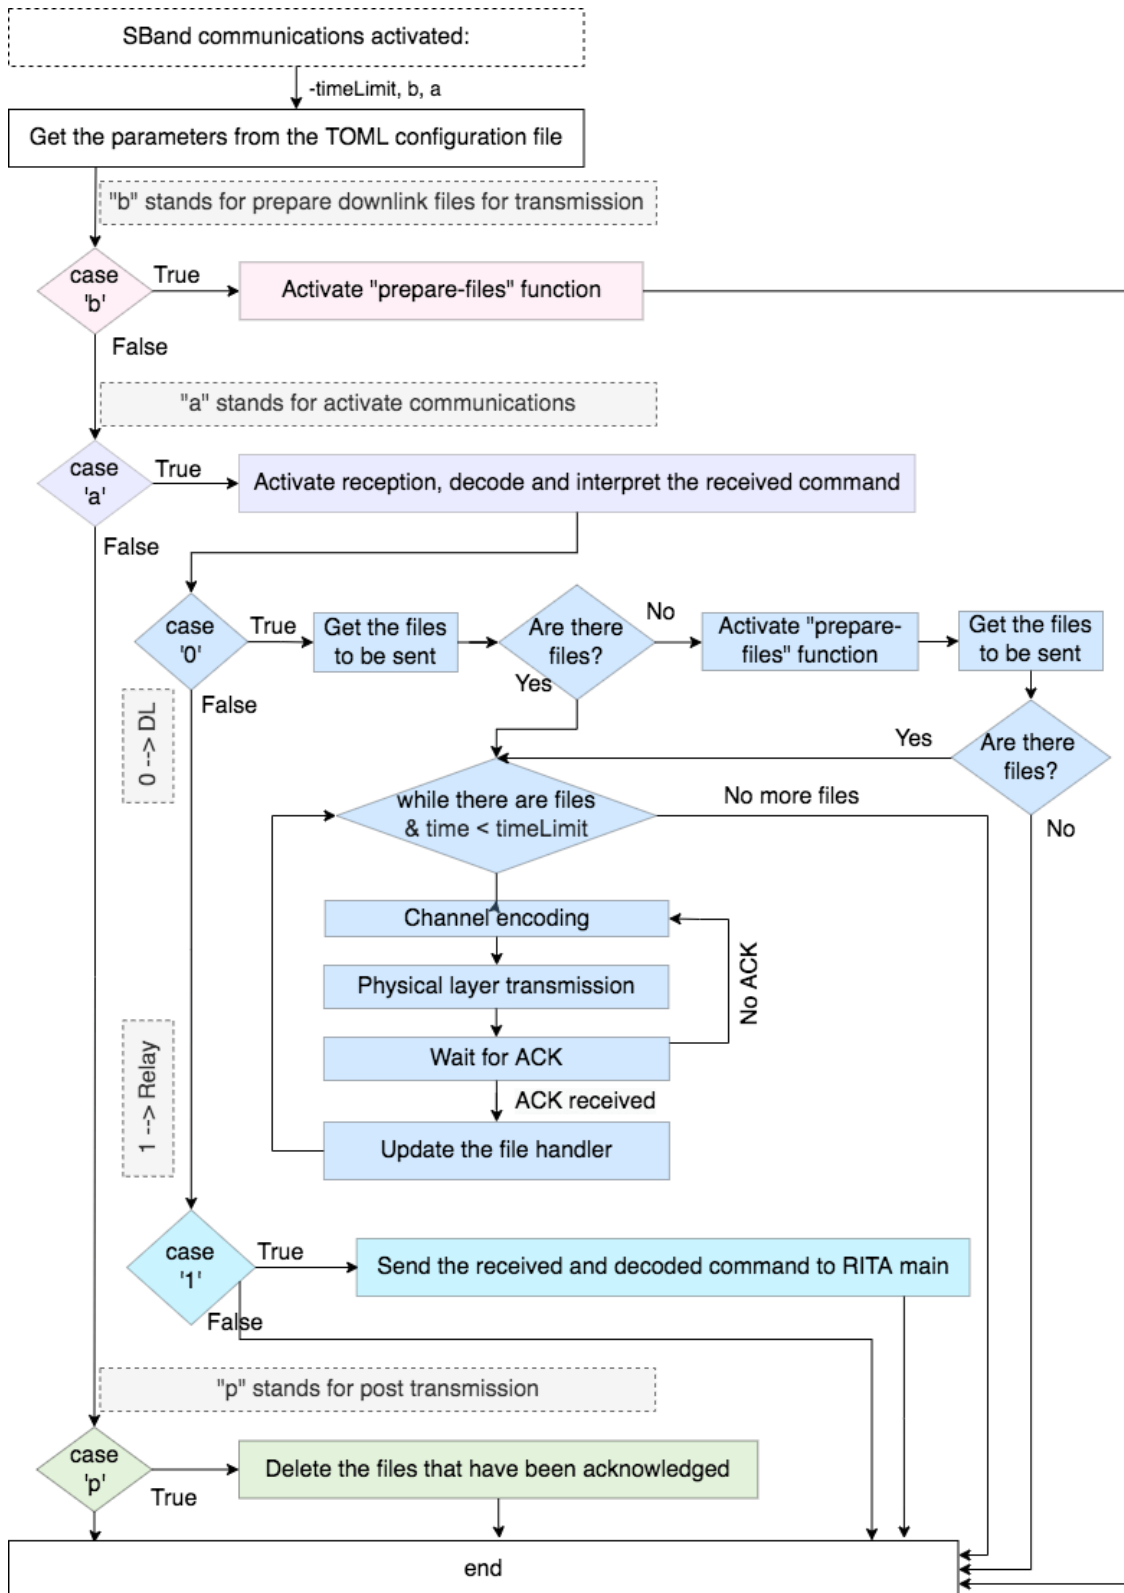 SBand communications activated:
-timeLimit, b, a
Get the parameters from the TOML configuration file
"b" stands for prepare downlink files for transmission
case
'b'
True
Activate "prepare-files" function
False
"a" stands for activate communications
case
'a'
True
Activate reception, decode and interpret the received command
False
case
'0'
True
Get the files
to be sent
Are there
files?
No
Activate "prepare-
files" function
Get the files
to be sent
Yes
False
0 --> DL
Yes
Are there
files?
while there are files
& time < timeLimit
No more files
No
Channel encoding
Physical layer transmission
No ACK
Wait for ACK
ACK received
1 --> Relay
Update the file handler
case
'1'
True
Send the received and decoded command to RITA main
False
"p" stands for post transmission
case
'p'
True
Delete the files that have been acknowledged
end